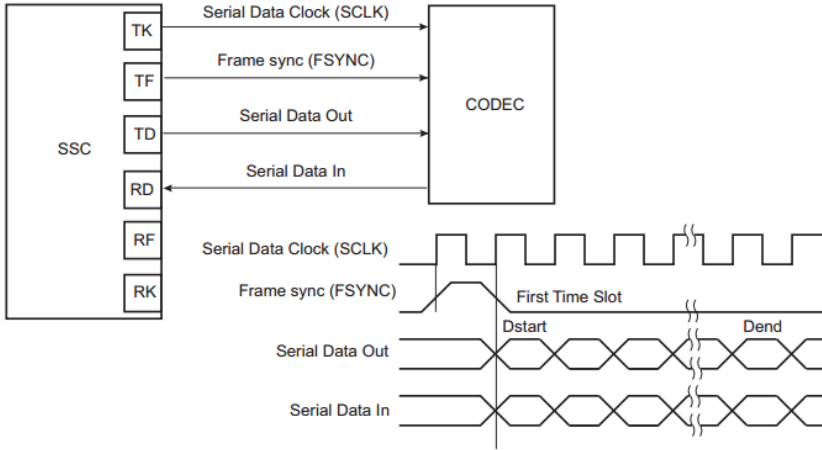 Serial Data Clock (SCLK)
TK
Frame sync (FSYNC)
TF
CODEC
Serial Data Out
TD
SSC
Serial Data In
RD
RF
Serial Data Clock (SCLK)
RK
Frame sync (FSYNC)
First Time Slot
Dstart
Dend
Serial Data Out
Serial Data In